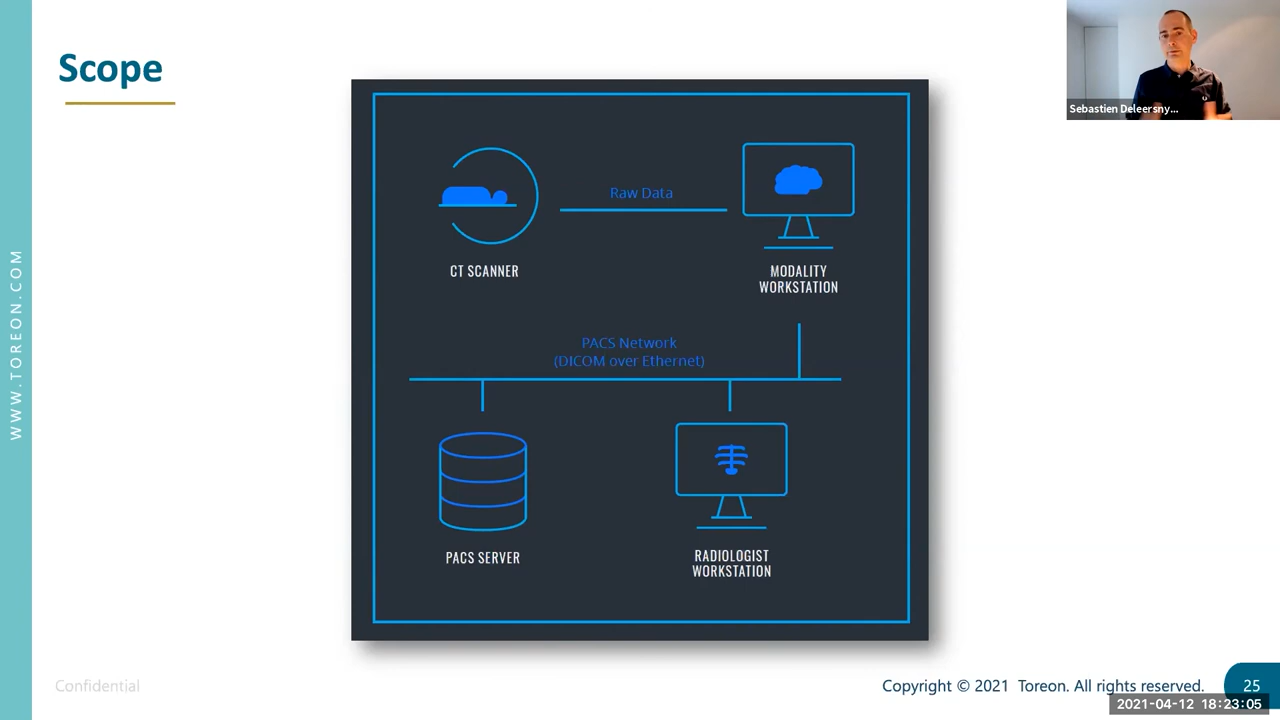 Scope
Sebastien Deleersny...
WWW.TOREON.COM
Raw Data
CT SCANNER
MODALITY
WORKSTATION
PACS Network
(DICOM over Ethernet)
PACS SERVER
RADIOLOGIST
WORKSTATION
Confidential
Copyright © 2021 Toreon. All rights reserved.
25
2021-04-12 18:23:05